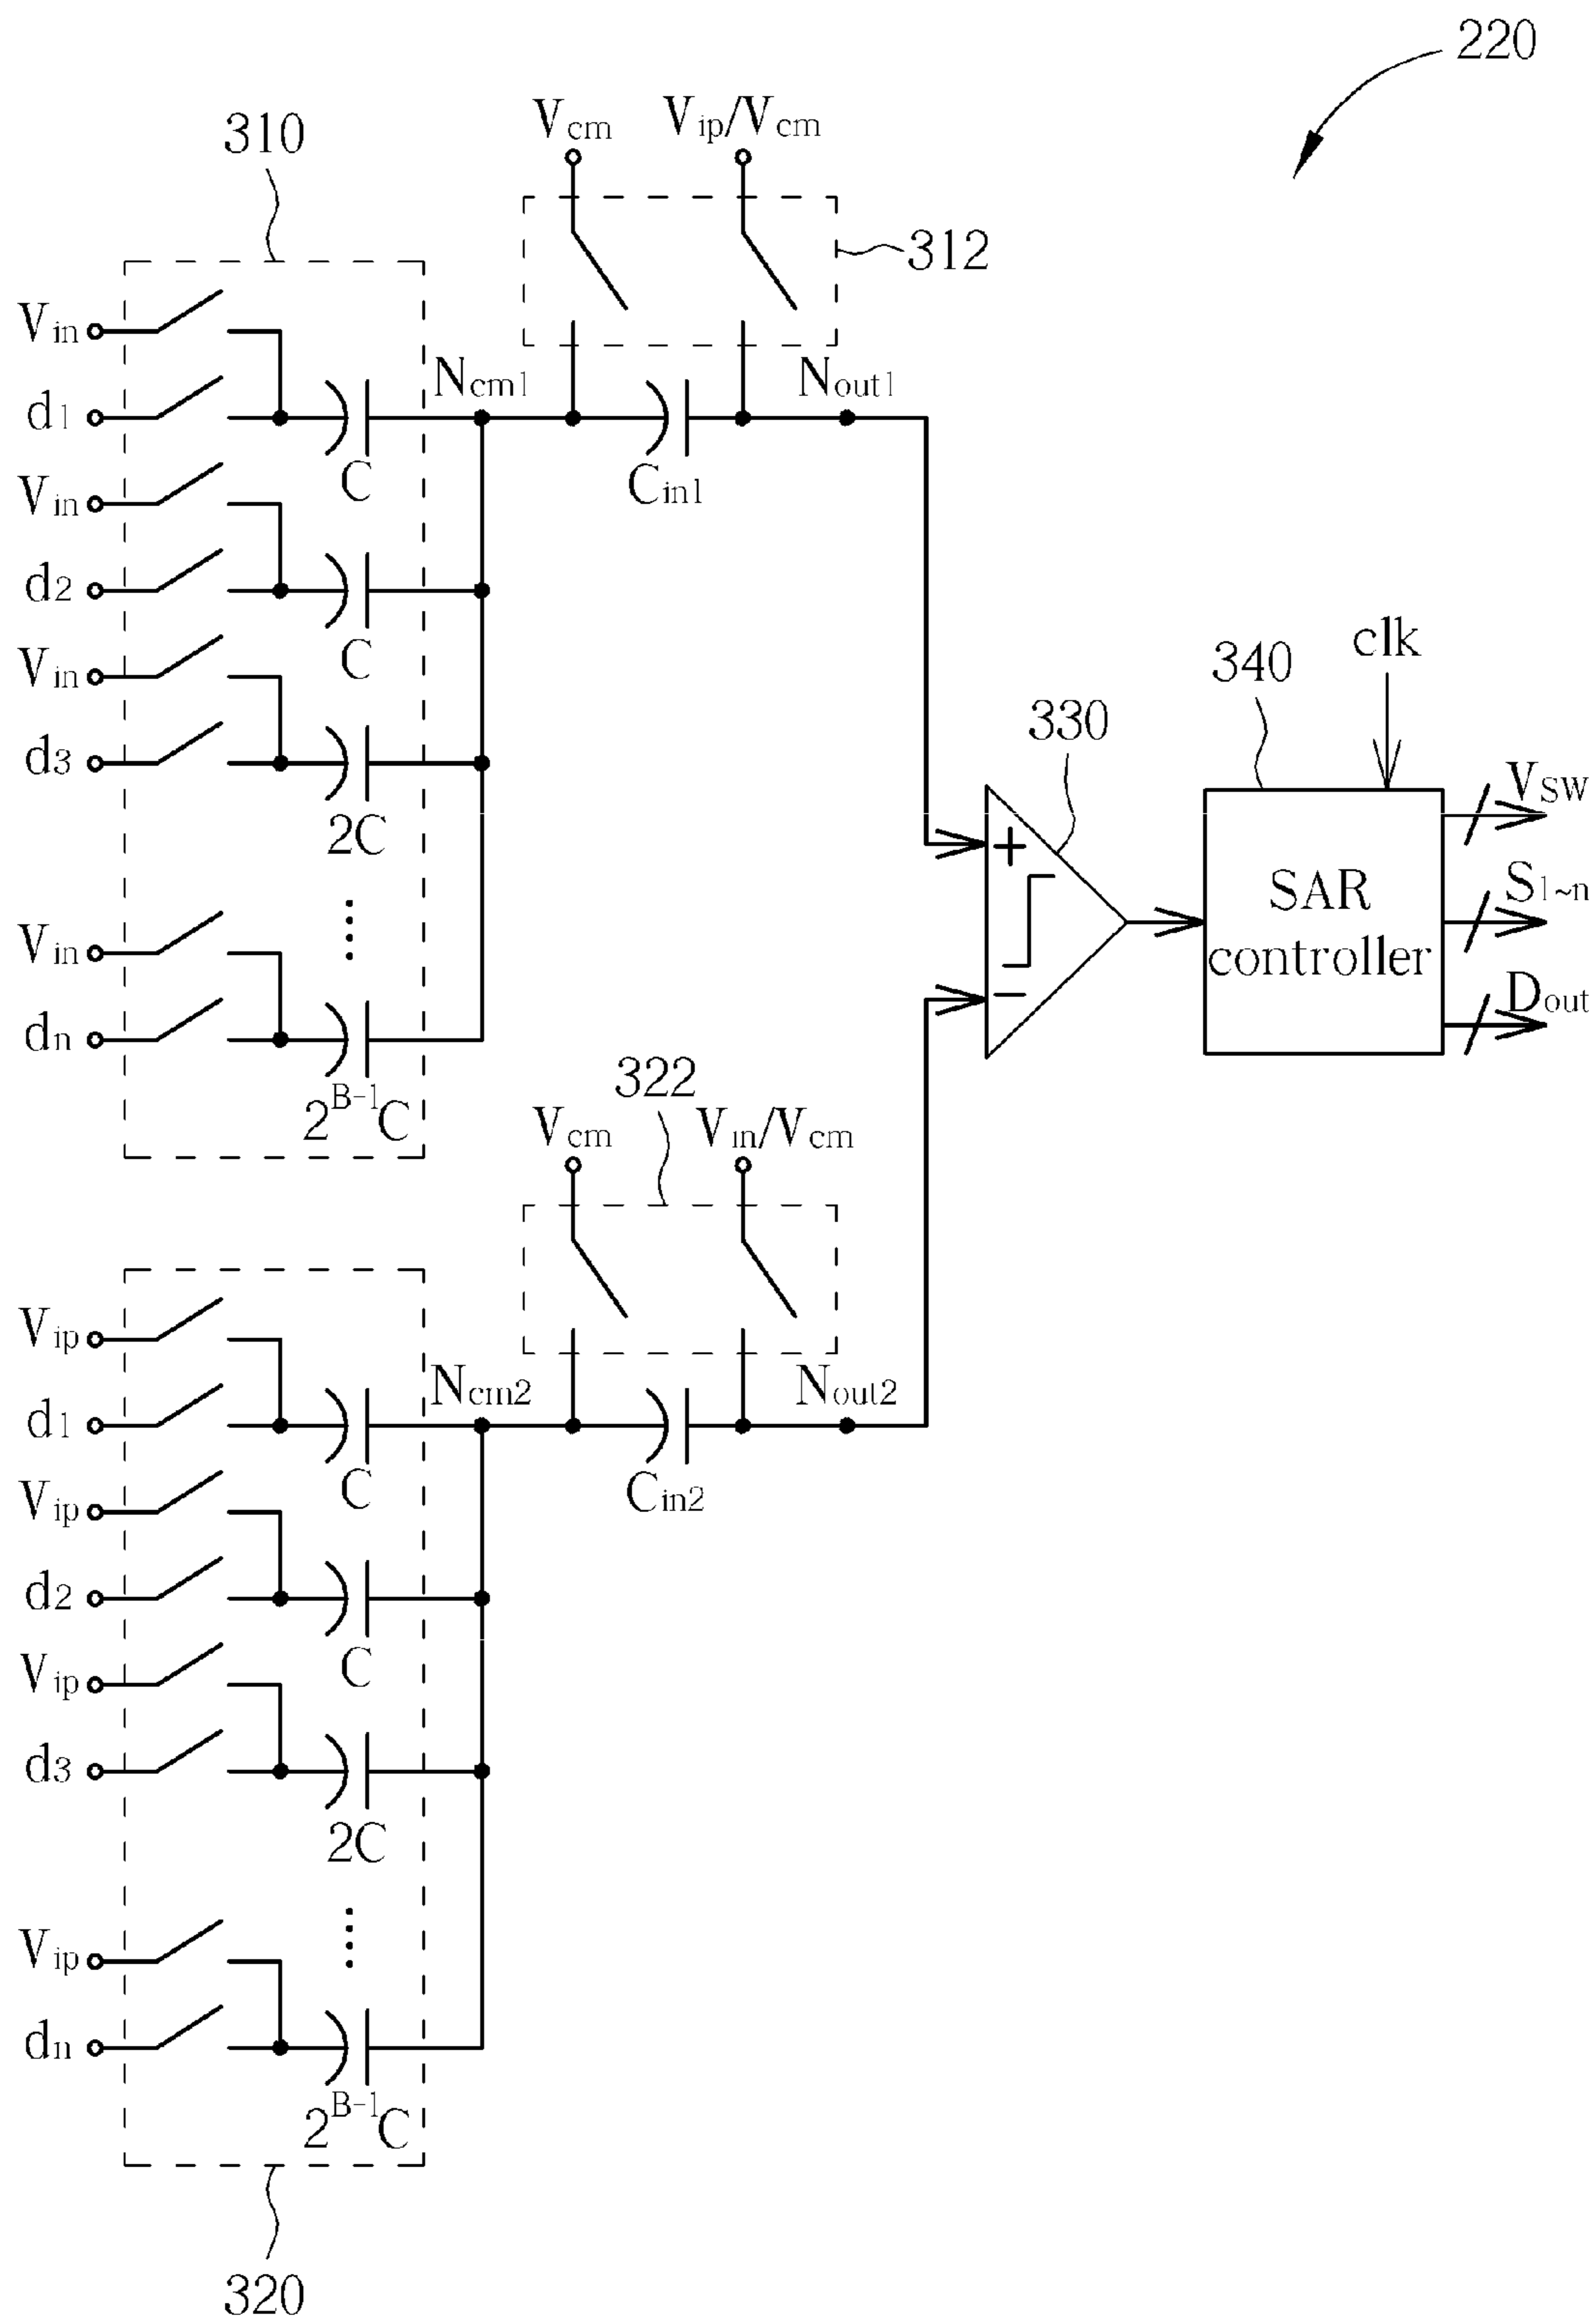 220
310
Vcm
Vip/Vcm
312
Vin
d1
C
Ncm1
Nout1
Cin1
Vin
d2
C
Vin
d3
2C
Vin
dn
2^B-1C
340
clk
330
+
−
SAR
controller
VSW
S1~n
Dout
322
Vcm
Vin/Vcm
Vip
d1
C
Ncm2
Nout2
Cin2
Vip
d2
C
Vip
d3
2C
Vip
dn
2^B-1C
320